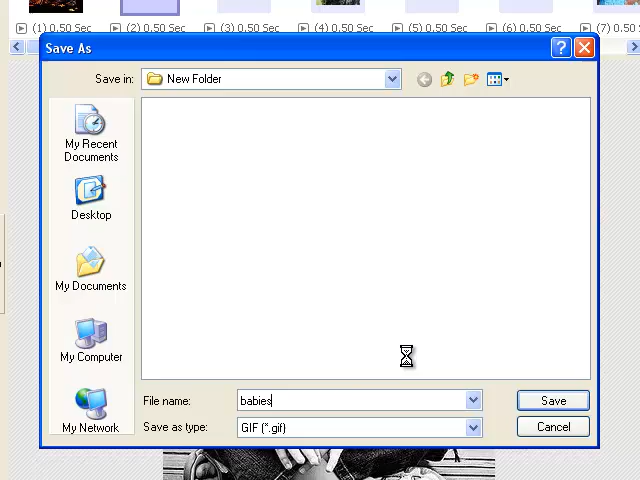 (1) 0.50 Sec (2) 0.50 Sec (3) 0.50 Sec (4) 0.50 Sec (5) 0.50 Sec (6) 0.50 Sec (7) 0.50 S
Save As
Save in: New Folder
My Recent
Documents
Desktop
My Documents
My Computer
My Network
File name: babies Save
Save as type: GIF (*.gif) Cancel